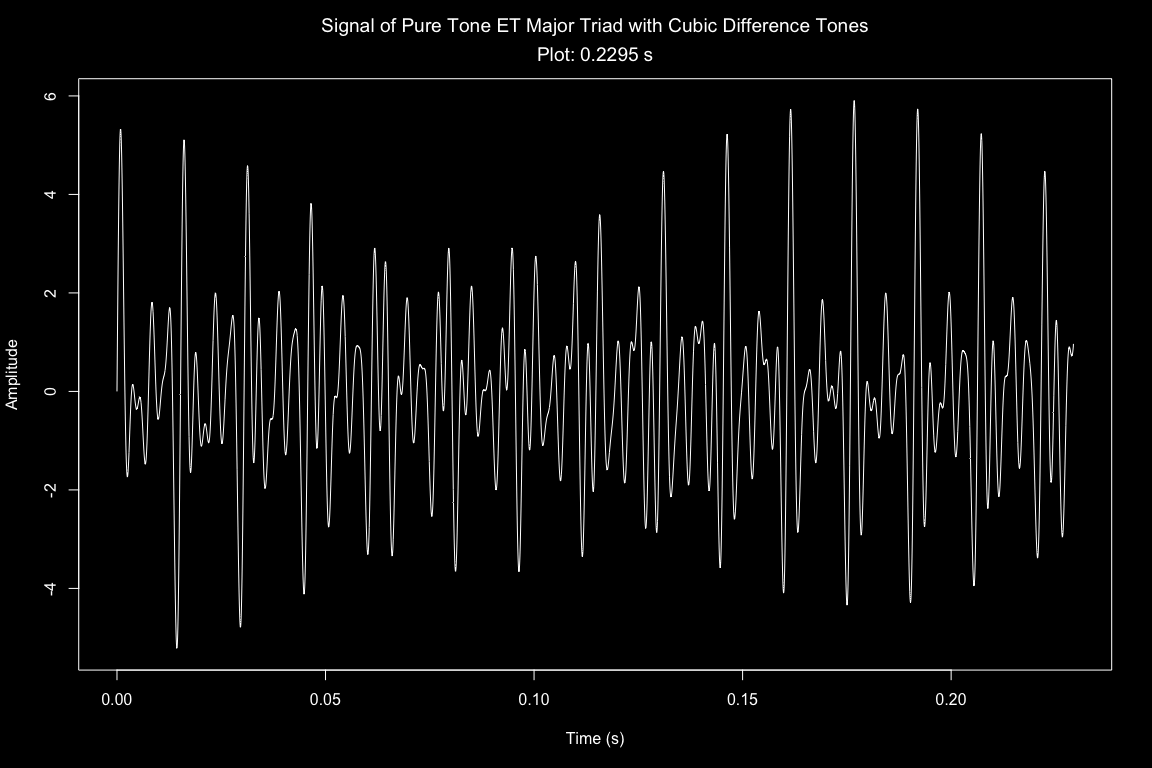 Signal of Pure Tone ET Major Triad with Cubic Difference Tones
Plot: 0.2295 s
6
4
2
0
-2
-4
Amplitude
0.00
0.05
0.10
0.15
0.20
Time (s)